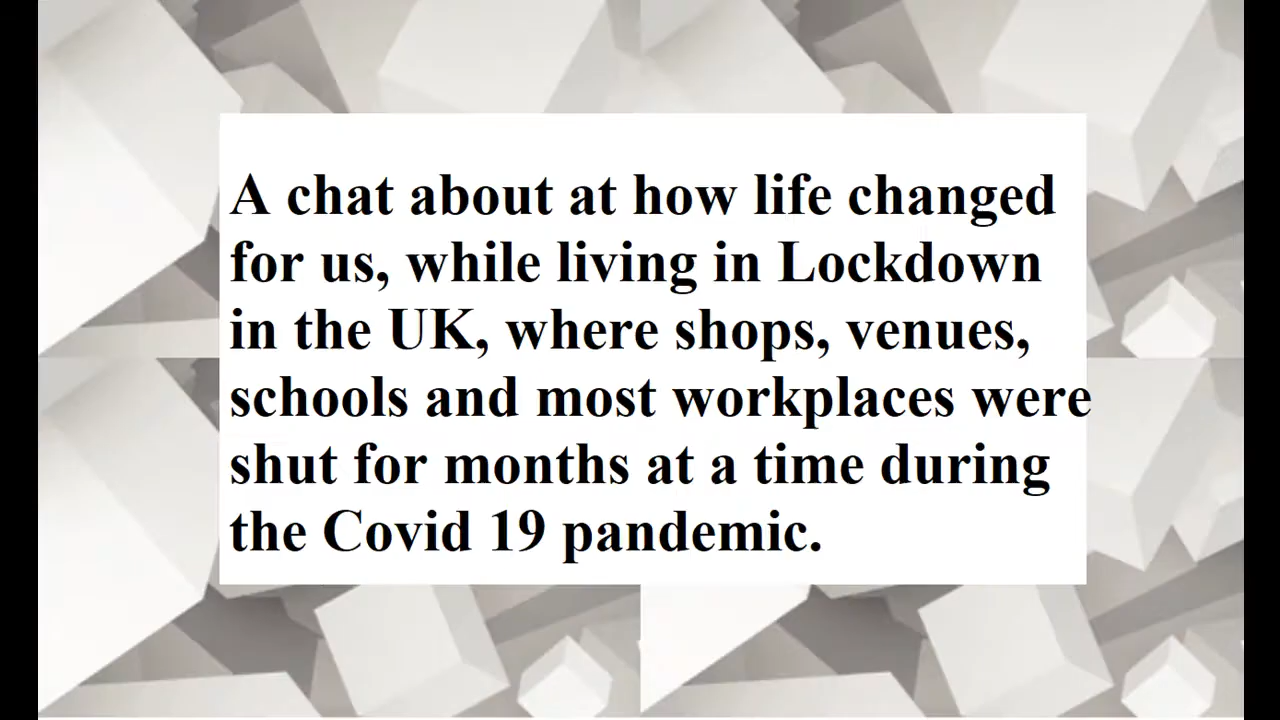 A chat about at how life changed
for us, while living in Lockdown
in the UK, where shops, venues,
schools and most workplaces were
shut for months at a time during
the Covid 19 pandemic.